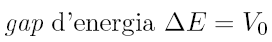 gap d'energia ΔE = V₀